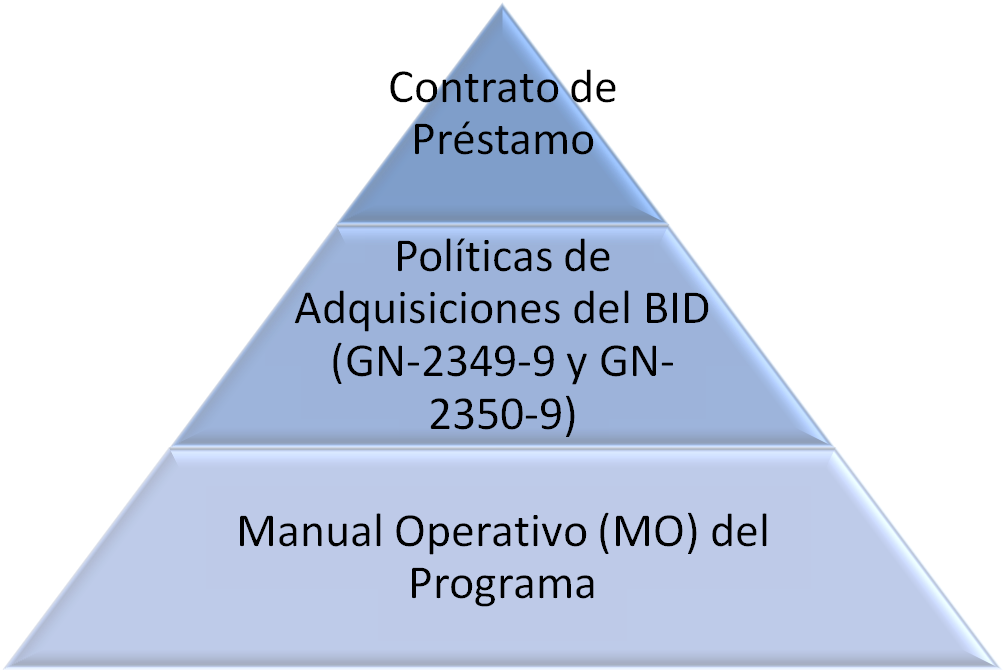 Contrato de
Préstamo
Políticas de
Adquisiciones del BID
(GN-2349-9 y GN-
2350-9)
Manual Operativo (MO) del
Programa